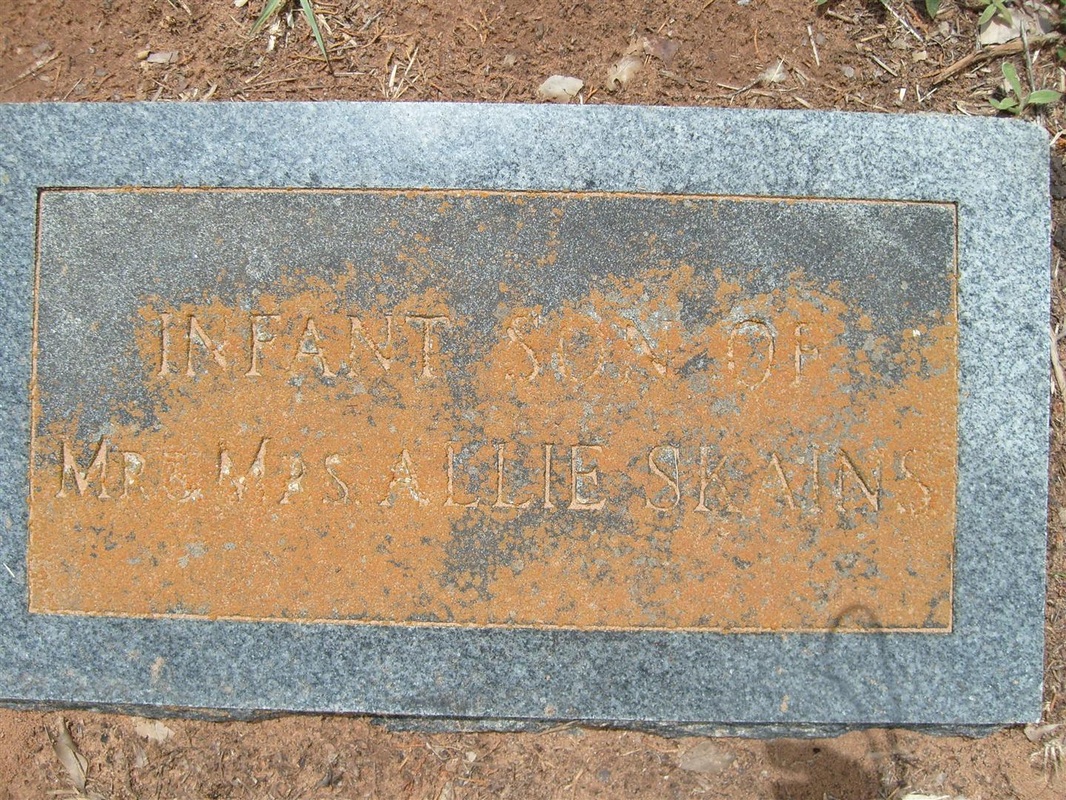 INFANT SON OF
MR. & MRS. ALLIE SKAINS